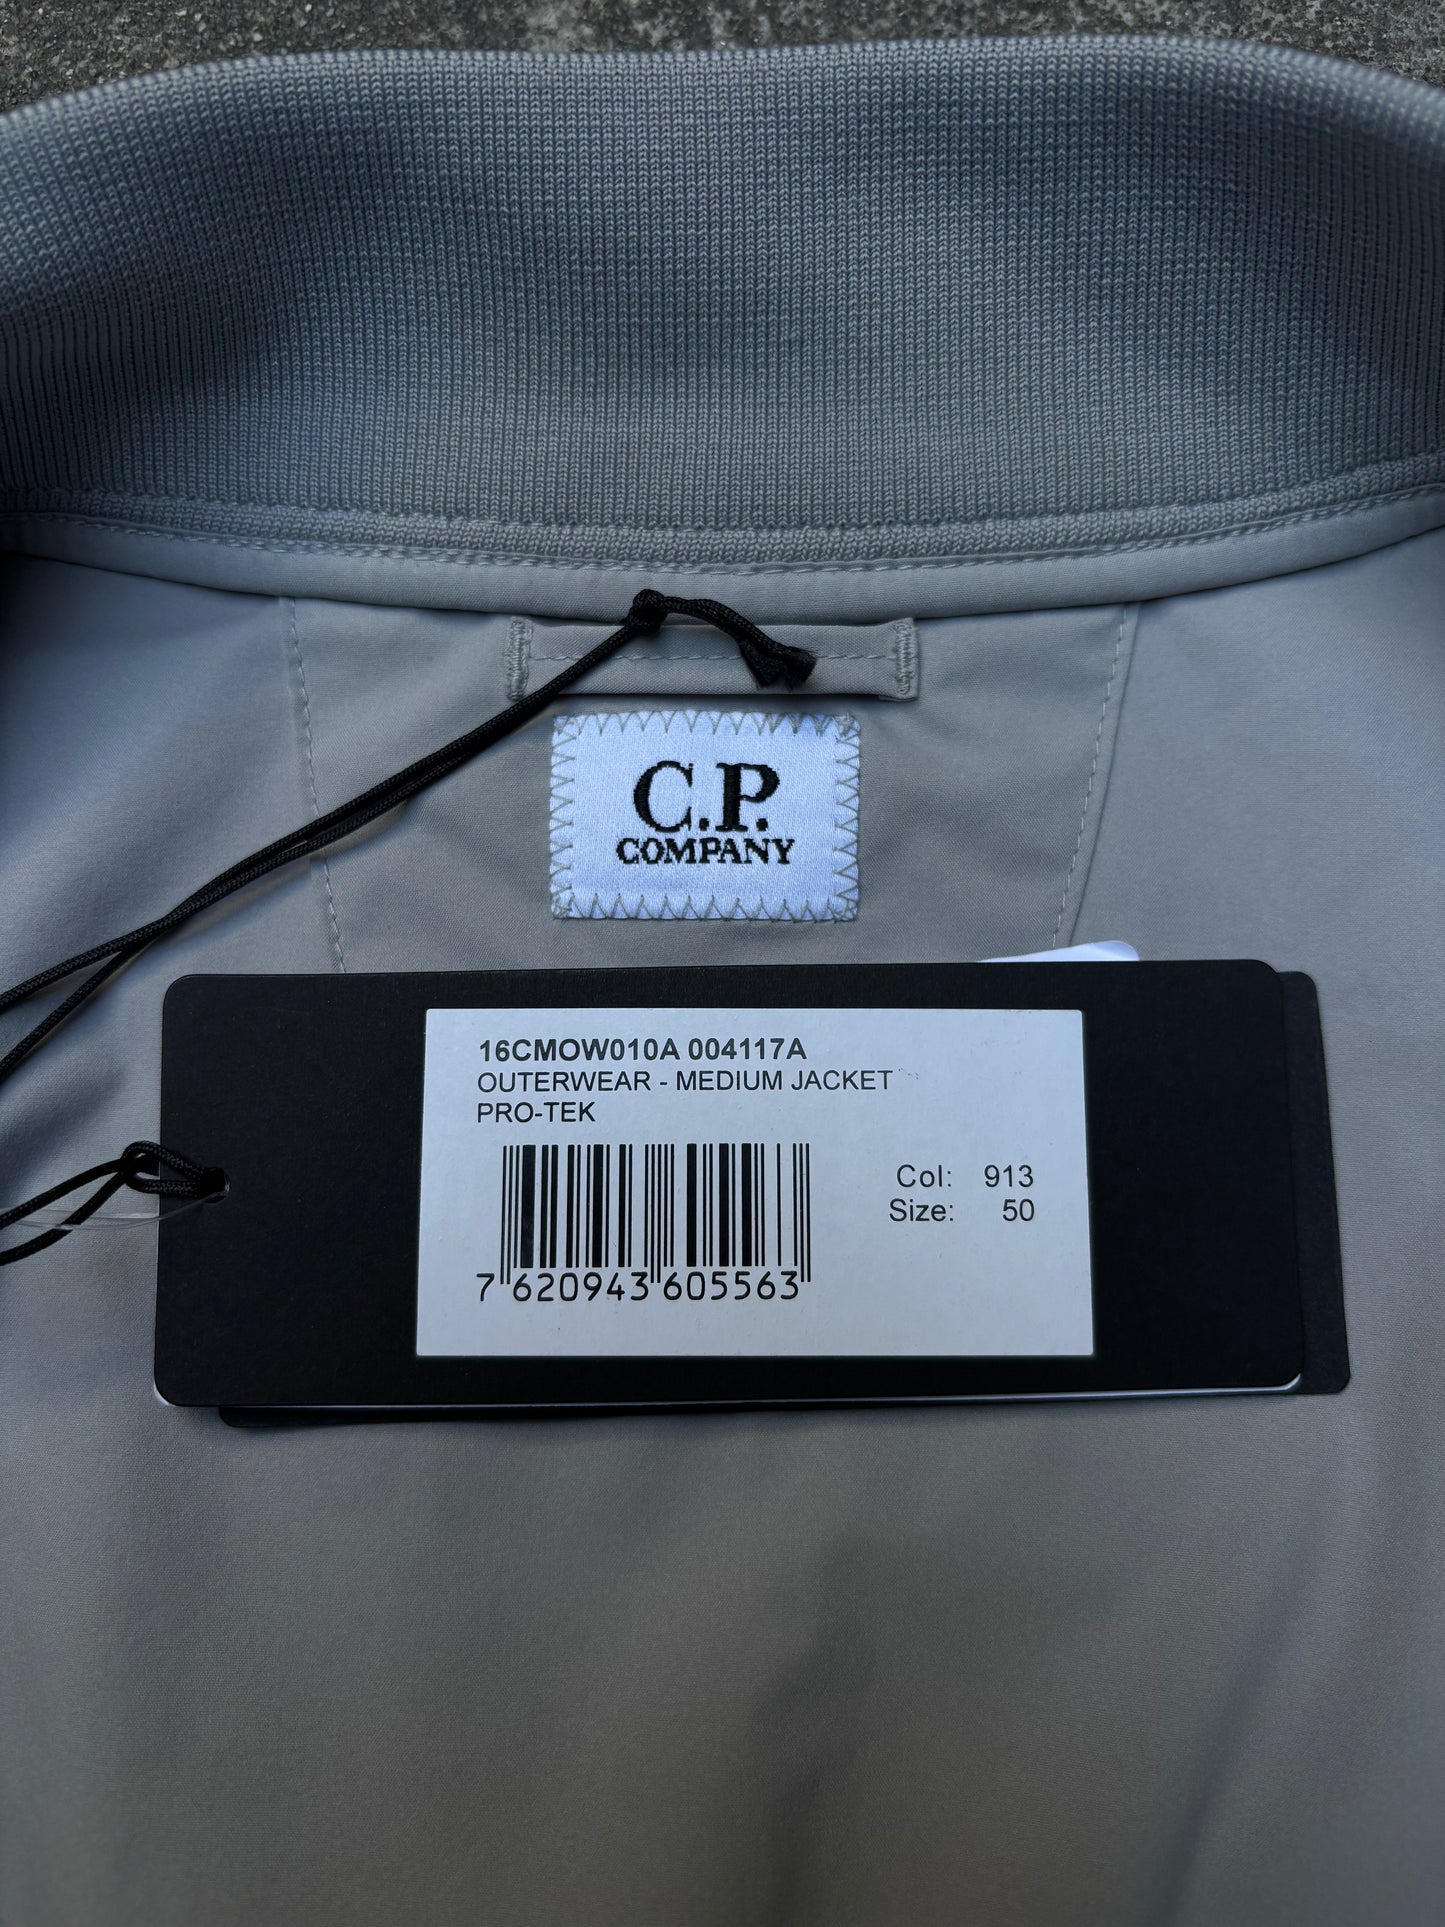 C.P.
COMPANY
16CMOW010A 004117A
OUTERWEAR - MEDIUM JACKET
PRO-TEK
Col: 913
Size: 50
7 620943 605563